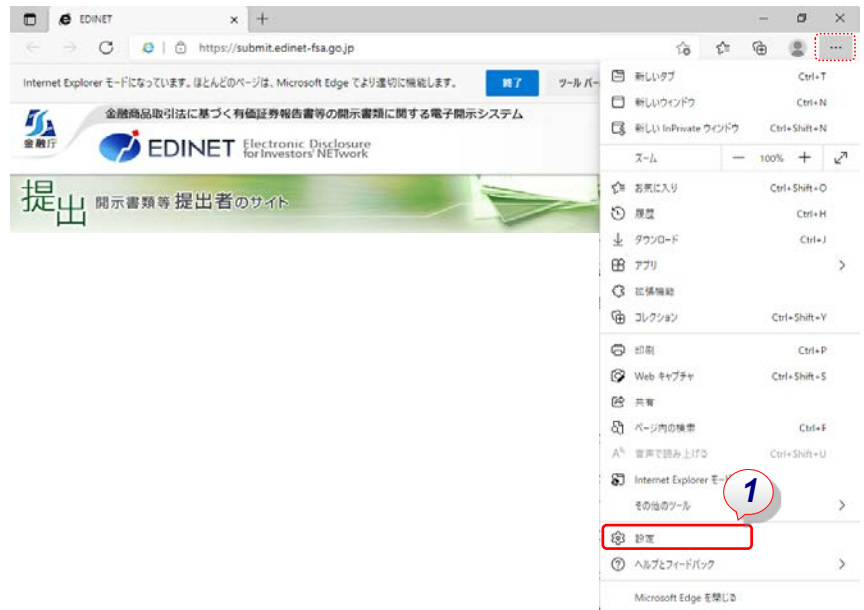 EDINET
https://submit.edinet-fsa.go.jp
Internet Explorer モードになっています。ほとんどのページは、Microsoft Edge でより適切に機能します。
終了
ツール バー
金融庁
金融商品取引法に基づく有価証券報告書等の開示書類に関する電子開示システム
EDINET Electronic Disclosure
for Investors' NETwork
提出 開示書類等 提出者のサイト
新しいタブ Ctrl+T
新しいウィンドウ Ctrl+N
新しい InPrivate ウィンドウ Ctrl+Shift+N
ズーム — 100% +
お気に入り Ctrl+Shift+O
履歴 Ctrl+H
ダウンロード Ctrl+J
アプリ
拡張機能
コレクション Ctrl+Shift+Y
印刷 Ctrl+P
Web キャプチャ Ctrl+Shift+S
共有
ページ内の検索 Ctrl+F
音声で読み上げる Ctrl+Shift+U
Internet Explorer モー
その他のツール
1
設定
ヘルプとフィードバック
Microsoft Edge を閉じる